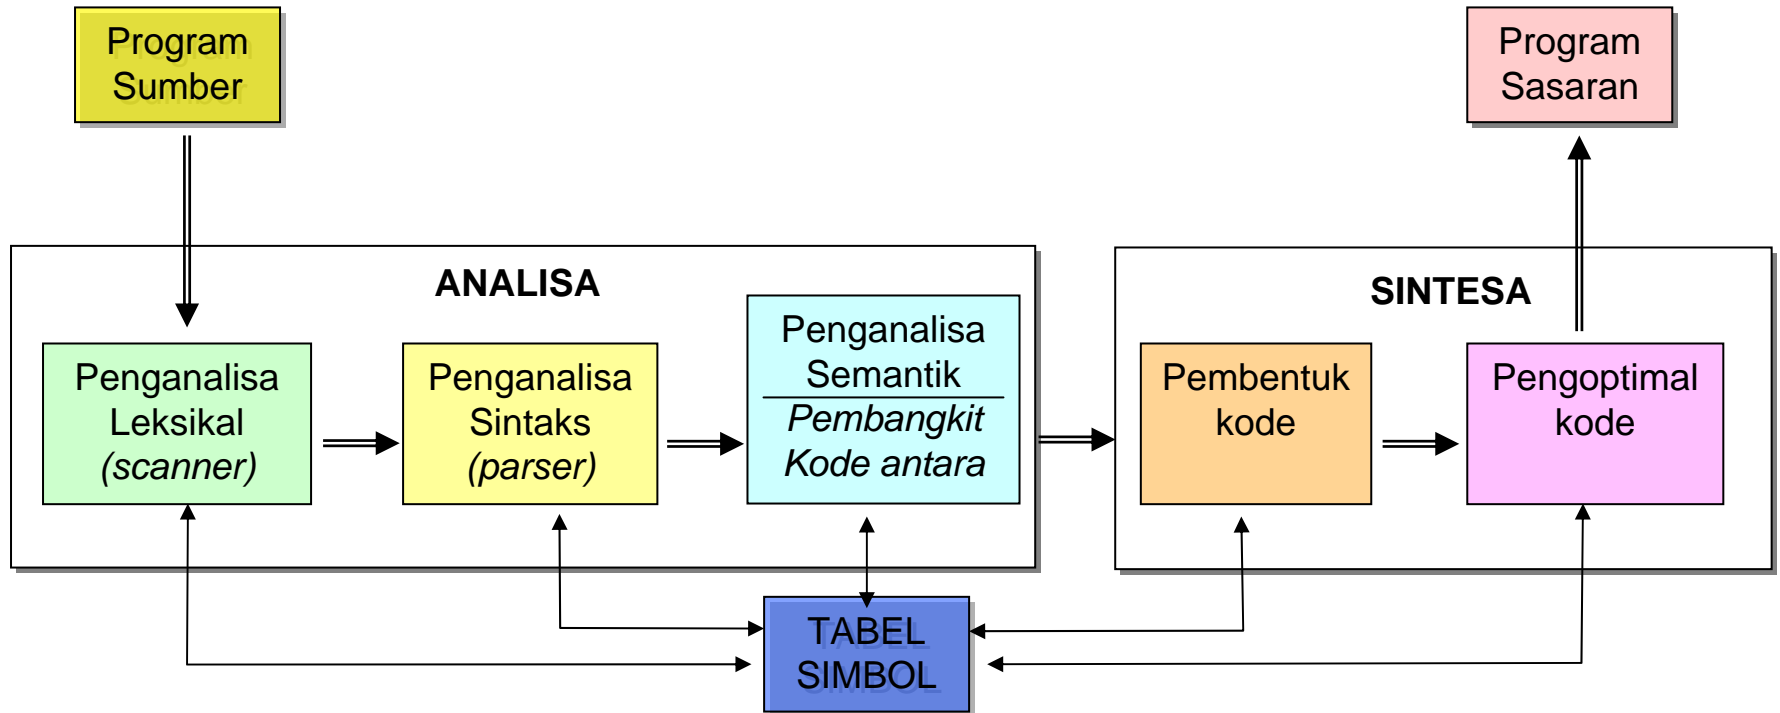 Program
Sumber
Program
Sasaran
ANALISA
SINTESA
Penganalisa
Leksikal
(scanner)
Penganalisa
Sintaks
(parser)
Penganalisa
Semantik
Pembangkit
Kode antara
Pembentuk
kode
Pengoptimal
kode
TABEL
SIMBOL